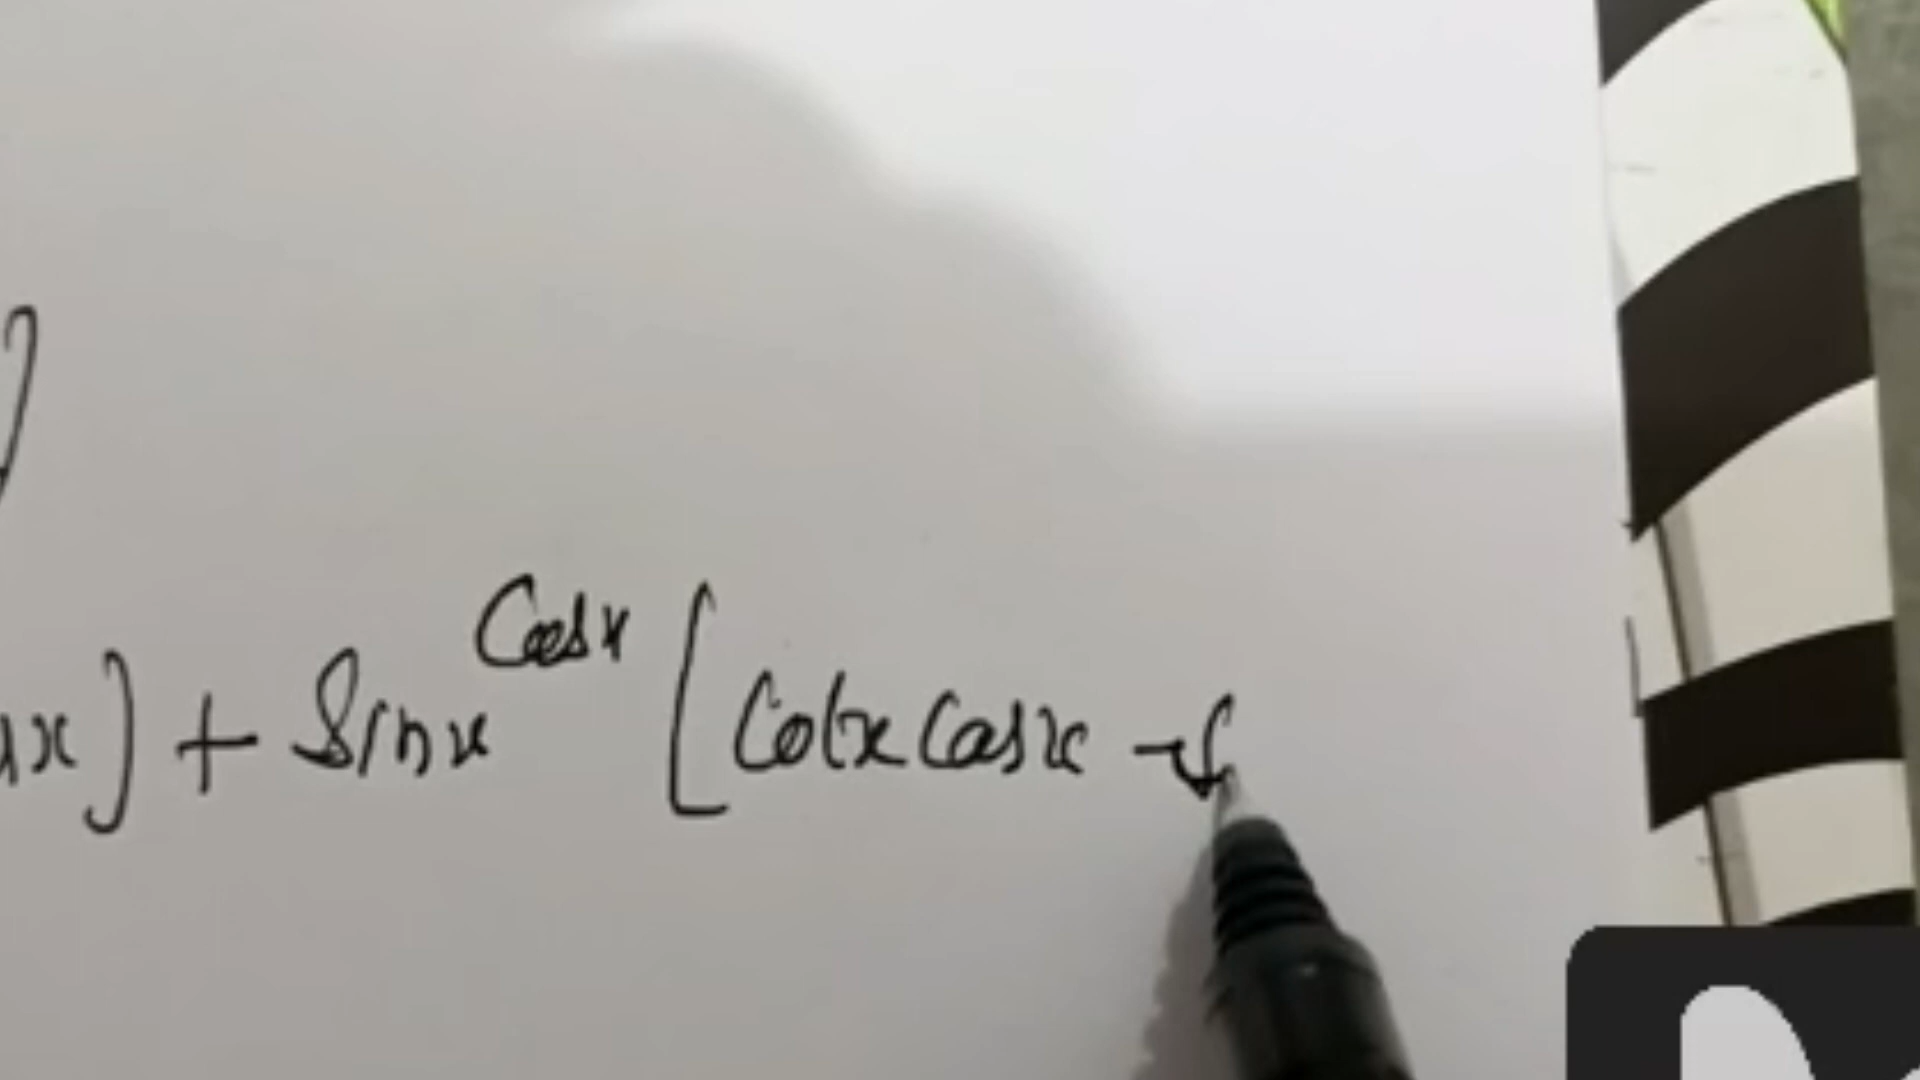 x) + Sinx^Cosx [Cotx Cosx - S